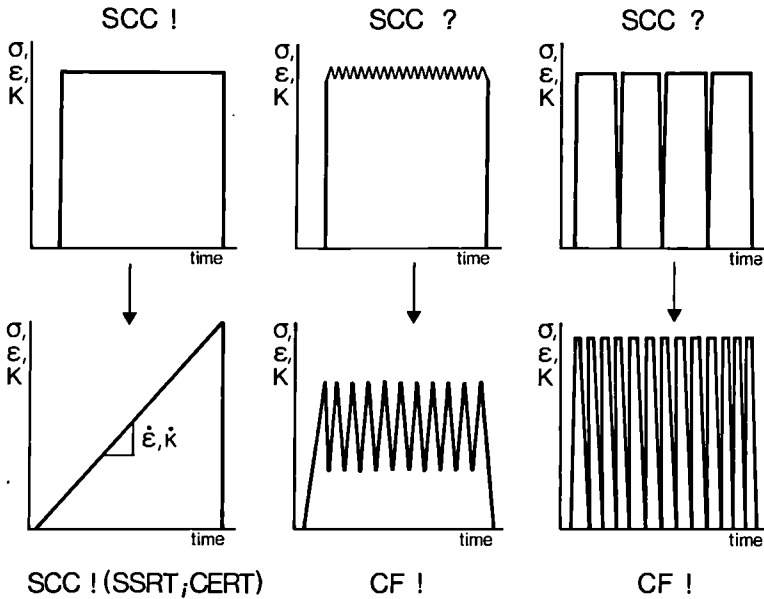 SCC !
SCC ?
SCC ?
σ,
ε,
K
time
σ,
ε,
K
time
σ,
ε,
K
time
σ,
ε,
K
ε̇, k̇
time
σ,
ε,
K
time
σ,
ε,
K
time
SCC ! (SSRT;CERT)
CF !
CF !